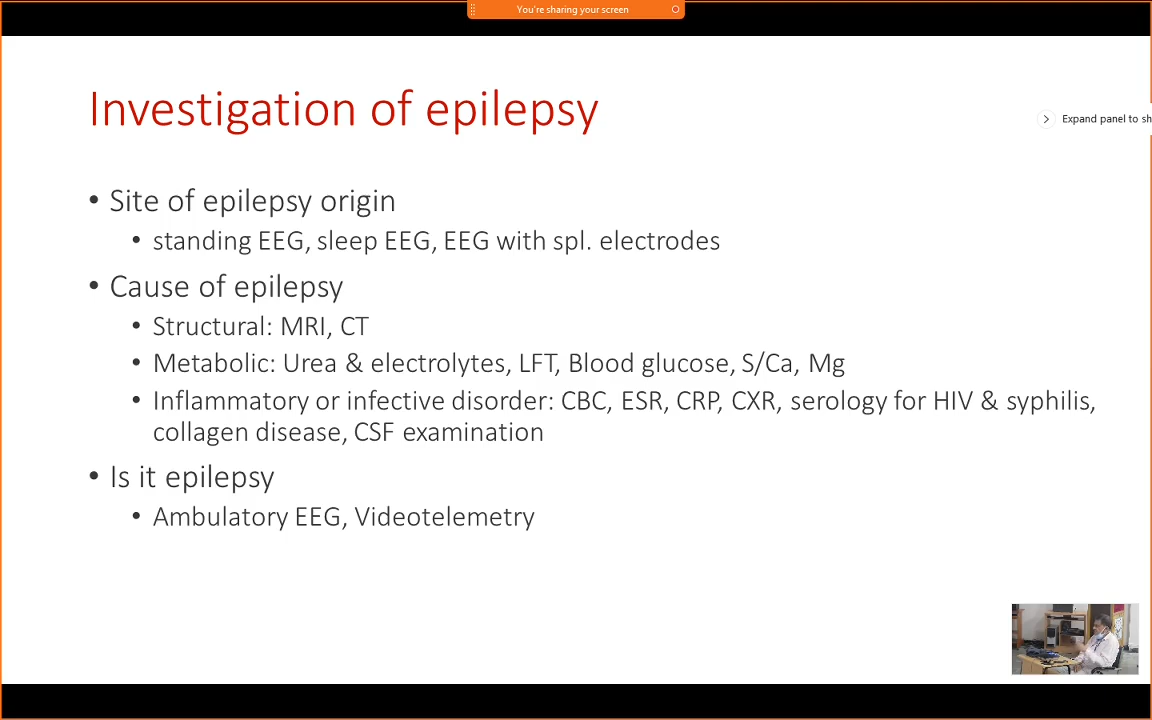 You're sharing your screen
Investigation of epilepsy
Expand panel to sh
• Site of epilepsy origin
• standing EEG, sleep EEG, EEG with spl. electrodes
• Cause of epilepsy
• Structural: MRI, CT
• Metabolic: Urea & electrolytes, LFT, Blood glucose, S/Ca, Mg
• Inflammatory or infective disorder: CBC, ESR, CRP, CXR, serology for HIV & syphilis,
collagen disease, CSF examination
• Is it epilepsy
• Ambulatory EEG, Videotelemetry